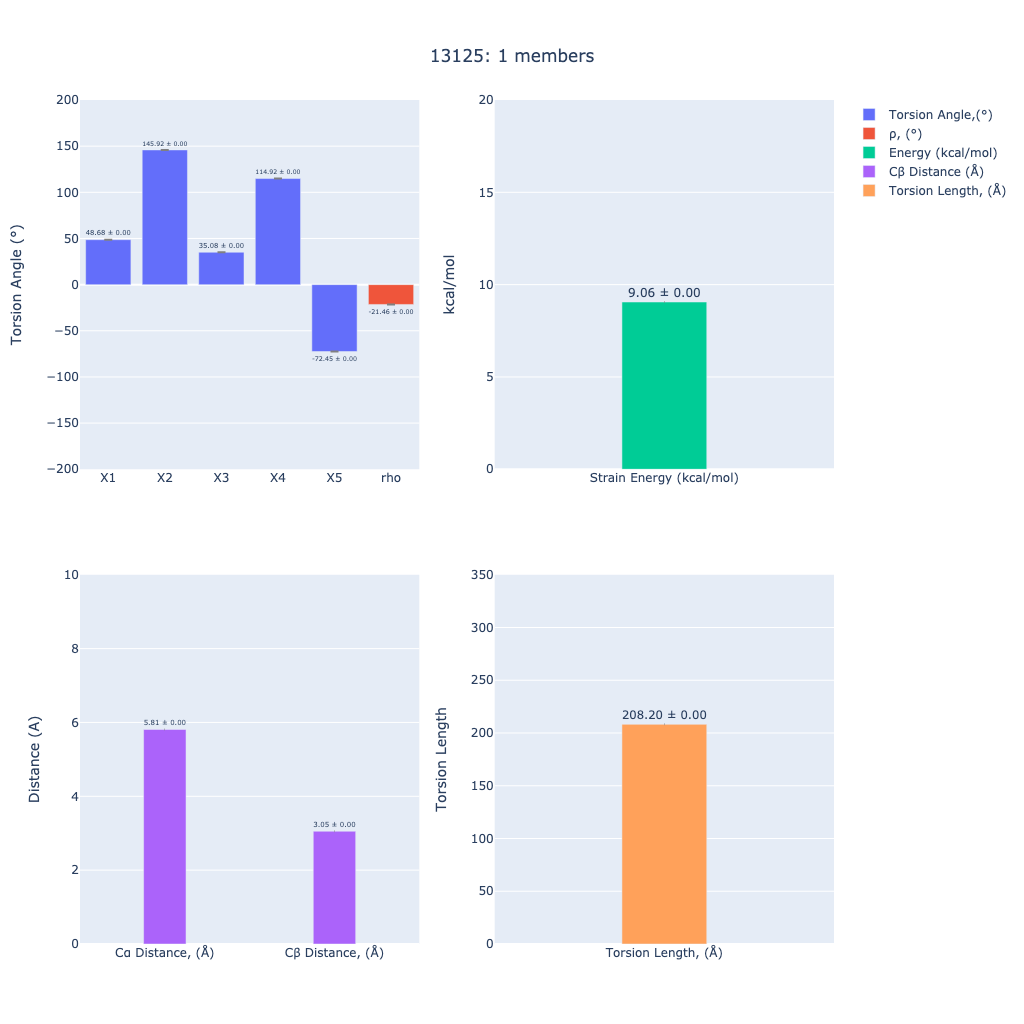 13125: 1 members
Torsion Angle (°)
200
150
100
50
0
−50
−100
−150
−200
48.68 ± 0.00
145.92 ± 0.00
35.08 ± 0.00
114.92 ± 0.00
-72.45 ± 0.00
-21.46 ± 0.00
X1 X2 X3 X4 X5 rho
kcal/mol
20
15
10
5
0
9.06 ± 0.00
Strain Energy (kcal/mol)
Torsion Angle,(°)
ρ, (°)
Energy (kcal/mol)
Cβ Distance (Å)
Torsion Length, (Å)
Distance (A)
10
8
6
4
2
0
5.81 ± 0.00
3.05 ± 0.00
Cα Distance, (Å) Cβ Distance, (Å)
Torsion Length
350
300
250
200
150
100
50
0
208.20 ± 0.00
Torsion Length, (Å)